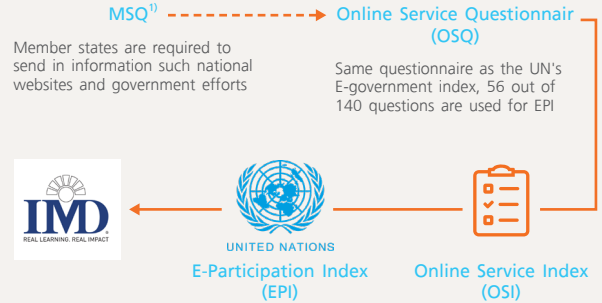 MSQ1)
Online Service Questionnair
(OSQ)
Member states are required to
send in information such national
websites and government efforts
Same questionnaire as the UN's
E-government index, 56 out of
140 questions are used for EPI
IMD
REAL LEARNING. REAL IMPACT
UNITED NATIONS
E-Participation Index
(EPI)
Online Service Index
(OSI)